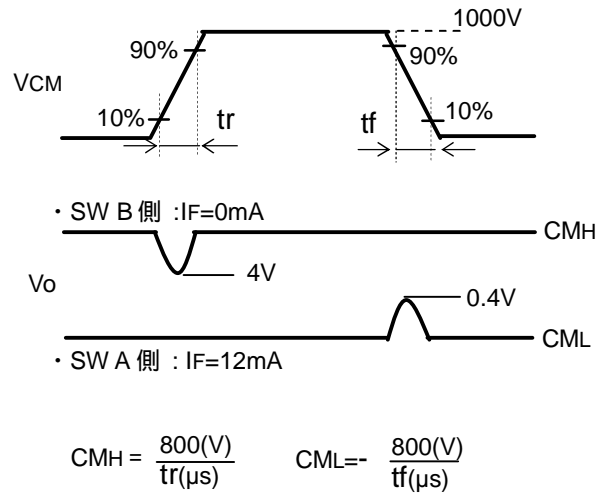 1000V
90%
90%
VCM
10%
10%
tr
tf
・SW B 側 :IF=0mA
CMH
4V
Vo
0.4V
CML
・SW A 側 : IF=12mA
CMH = 800(V) / tr(μs)
CML=- 800(V) / tf(μs)